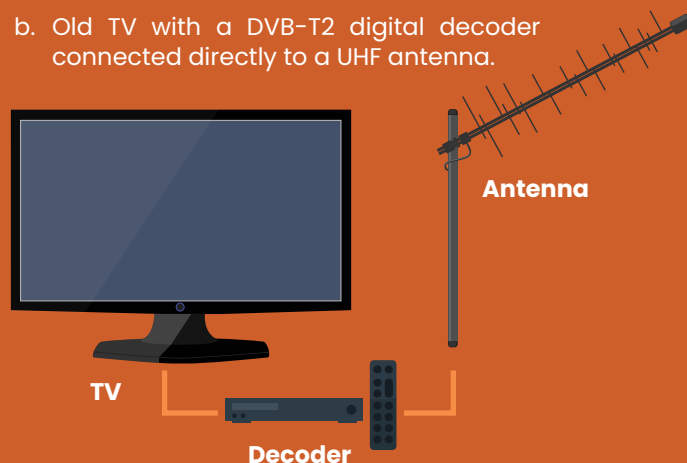 b. Old TV with a DVB-T2 digital decoder
connected directly to a UHF antenna.
Antenna
TV
Decoder